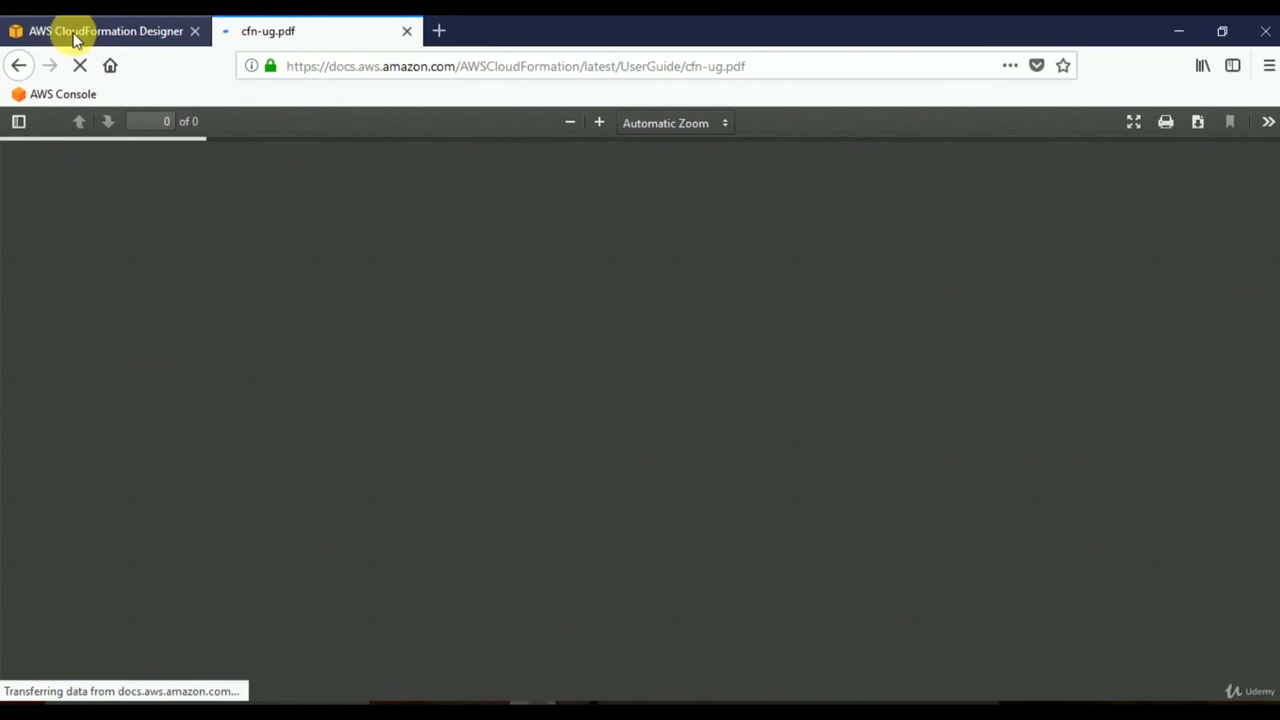 AWS CloudFormation Designer
cfn-ug.pdf
https://docs.aws.amazon.com/AWSCloudFormation/latest/UserGuide/cfn-ug.pdf
AWS Console
0 of 0
Automatic Zoom
Transferring data from docs.aws.amazon.com...
Udemy